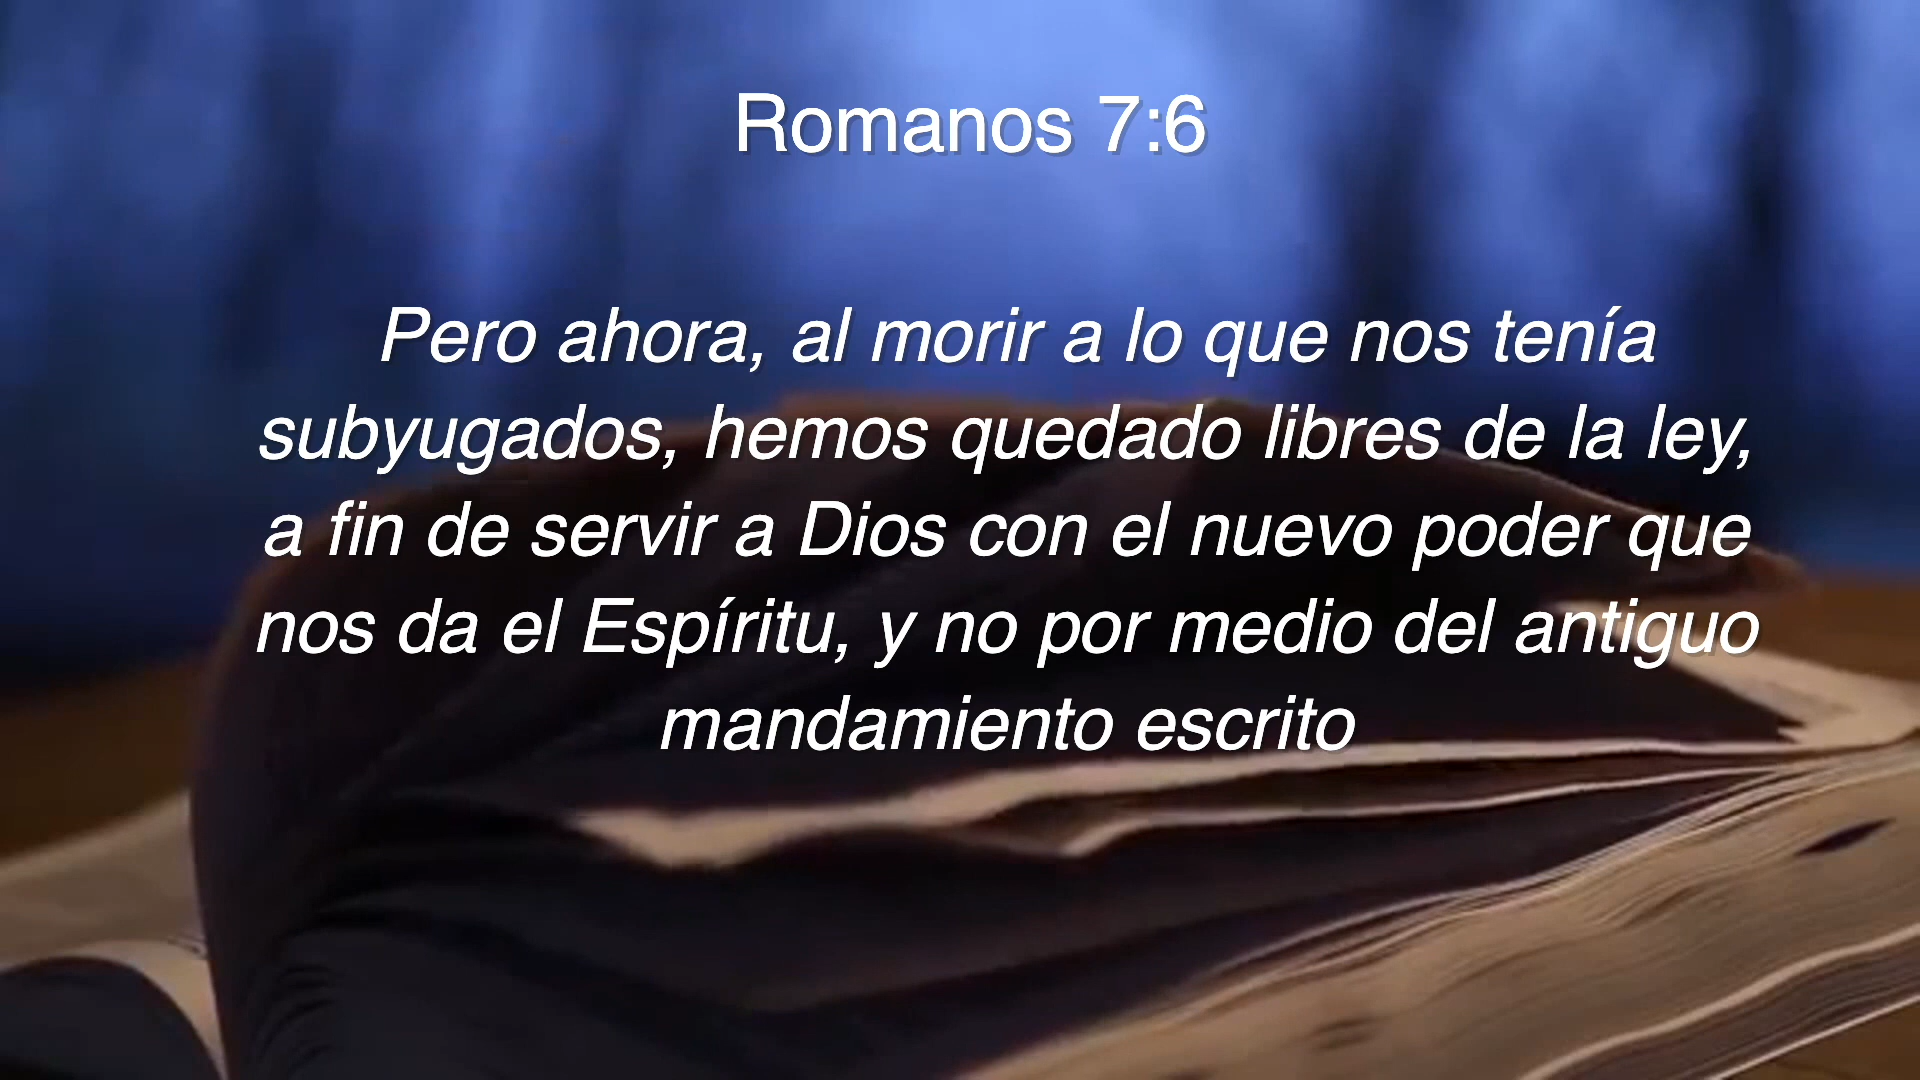 Romanos 7:6
Pero ahora, al morir a lo que nos tenía
subyugados, hemos quedado libres de la ley,
a fin de servir a Dios con el nuevo poder que
nos da el Espíritu, y no por medio del antiguo
mandamiento escrito